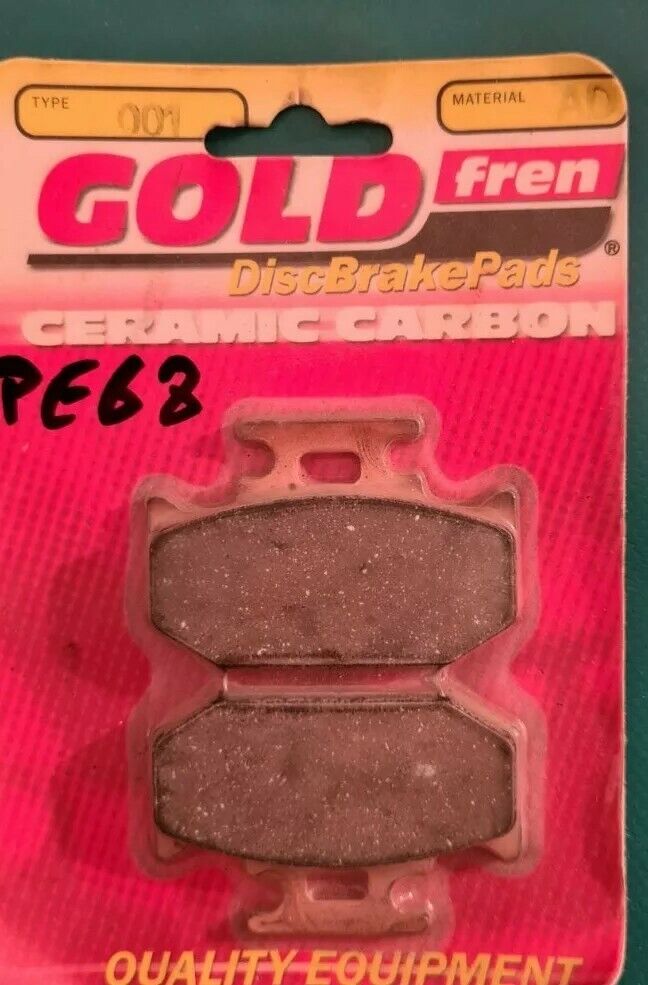 TYPE 001 MATERIAL AD
GOLD fren ®
DiscBrakePads
CERAMIC CARBON
PE68
QUALITY EQUIPMENT